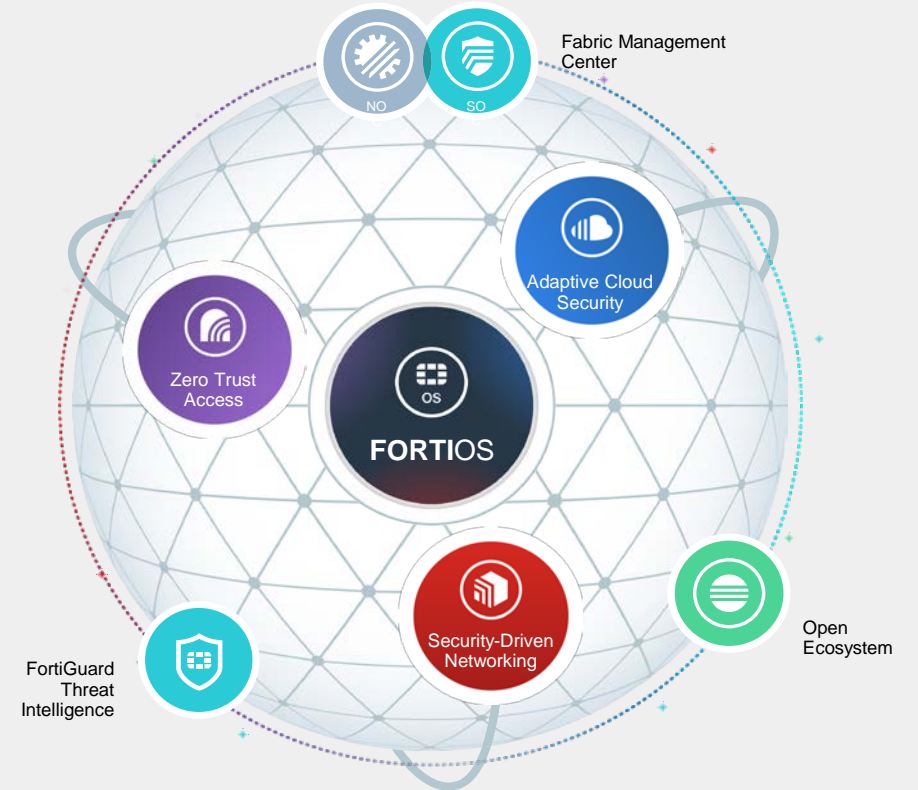 Fabric Management
Center
NO
SO
Adaptive Cloud
Security
Zero Trust
Access
OS
FORTIOS
Security-Driven
Networking
Open
Ecosystem
FortiGuard
Threat
Intelligence